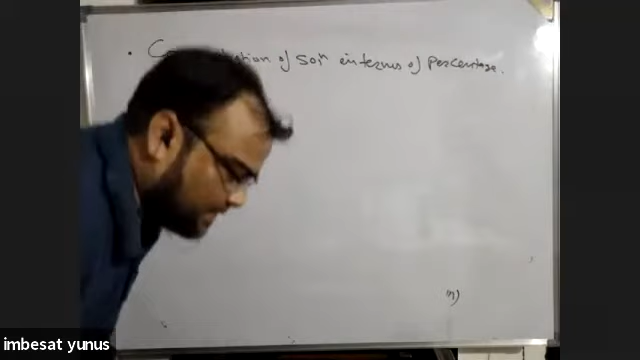 of soln in terms of Percentage.
n)
imbesat yunus